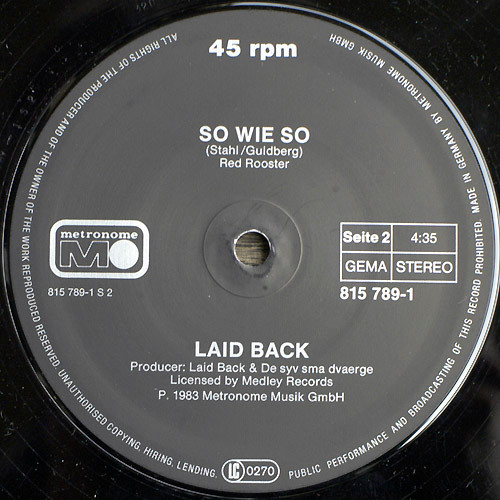 45 rpm
SO WIE SO
(Stahl/Guldberg)
Red Rooster
metronome
M
815 789-1 S 2
Seite 2
4:35
GEMA
STEREO
815 789-1
LAID BACK
Producer: Laid Back & De syv sma dvaerge
Licensed by Medley Records
P. 1983 Metronome Musik GmbH
ALL RIGHTS OF THE PRODUCER AND OF THE OWNER OF THE WORK REPRODUCED RESERVED. UNAUTHORISED COPYING, HIRING, LENDING, PUBLIC PERFORMANCE AND BROADCASTING OF THIS RECORD PROHIBITED. MADE IN GERMANY BY METRONOME MUSIK GMBH
LC 0270